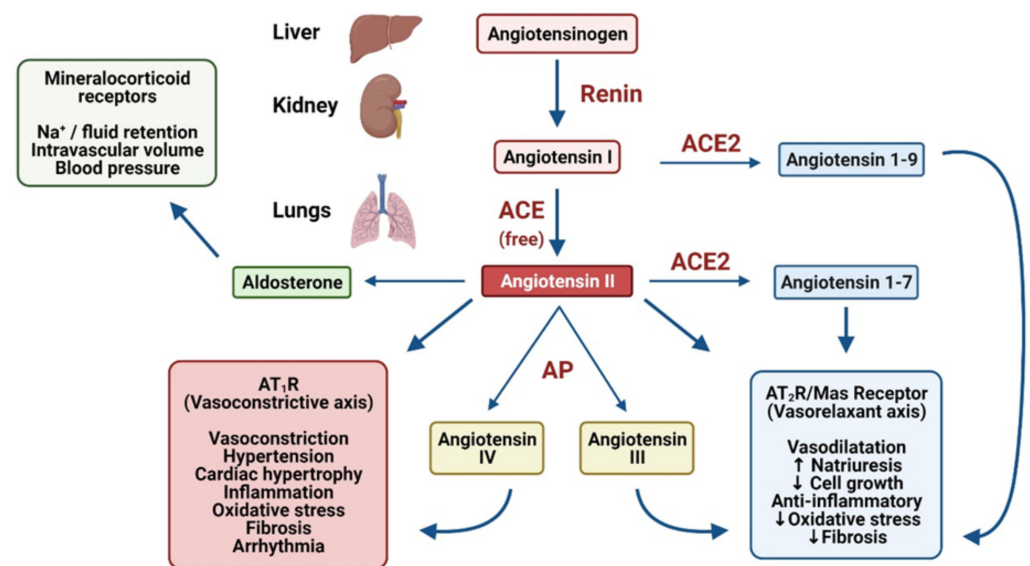 Liver
Angiotensinogen
Mineralocorticoid
receptors
Na⁺ / fluid retention
Intravascular volume
Blood pressure
Kidney
Renin
Angiotensin I
ACE2
Angiotensin 1-9
Lungs
ACE
(free)
Aldosterone
Angiotensin II
ACE2
Angiotensin 1-7
AT₁R
(Vasoconstrictive axis)
Vasoconstriction
Hypertension
Cardiac hypertrophy
Inflammation
Oxidative stress
Fibrosis
Arrhythmia
AP
Angiotensin
IV
Angiotensin
III
AT₂R/Mas Receptor
(Vasorelaxant axis)
Vasodilatation
↑ Natriuresis
↓ Cell growth
Anti-inflammatory
↓Oxidative stress
↓Fibrosis